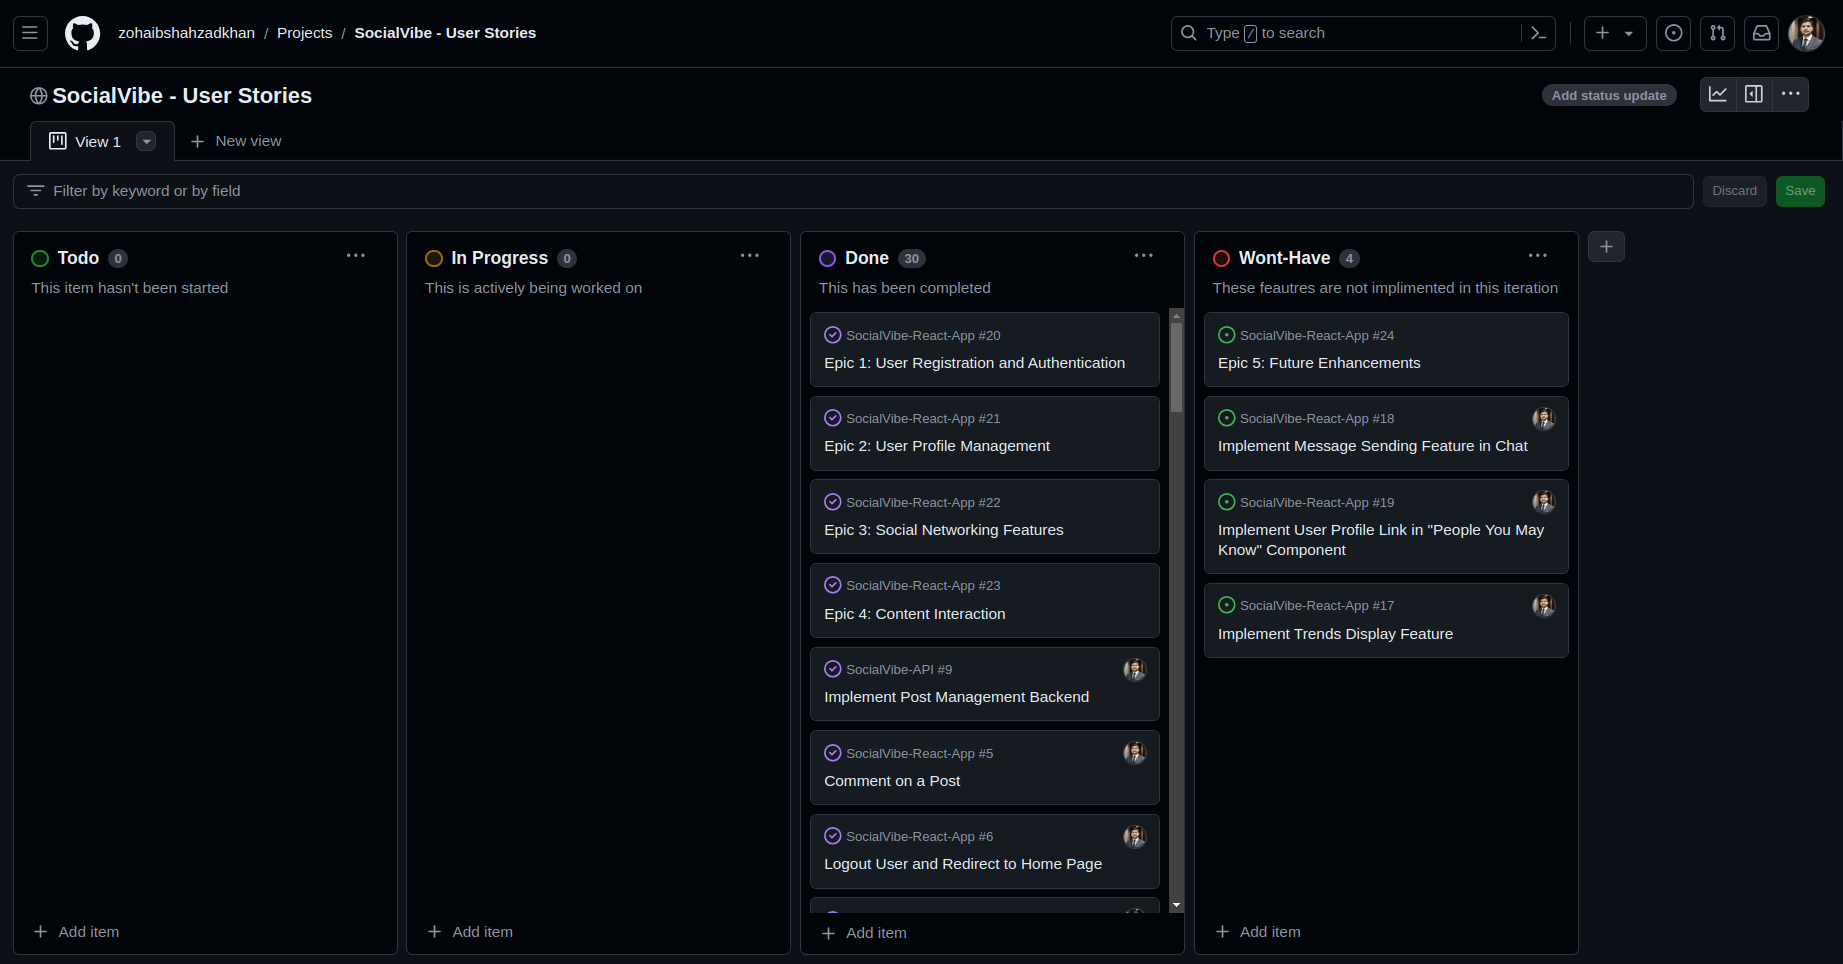 zohaibshahzadkhan / Projects / SocialVibe - User Stories
Type / to search
SocialVibe - User Stories
Add status update
View 1
New view
Filter by keyword or by field
Discard
Save
Todo 0
This item hasn't been started
Add item
In Progress 0
This is actively being worked on
Add item
Done 30
This has been completed
SocialVibe-React-App #20
Epic 1: User Registration and Authentication
SocialVibe-React-App #21
Epic 2: User Profile Management
SocialVibe-React-App #22
Epic 3: Social Networking Features
SocialVibe-React-App #23
Epic 4: Content Interaction
SocialVibe-API #9
Implement Post Management Backend
SocialVibe-React-App #5
Comment on a Post
SocialVibe-React-App #6
Logout User and Redirect to Home Page
Add item
Wont-Have 4
These feautres are not implimented in this iteration
SocialVibe-React-App #24
Epic 5: Future Enhancements
SocialVibe-React-App #18
Implement Message Sending Feature in Chat
SocialVibe-React-App #19
Implement User Profile Link in "People You May
Know" Component
SocialVibe-React-App #17
Implement Trends Display Feature
Add item